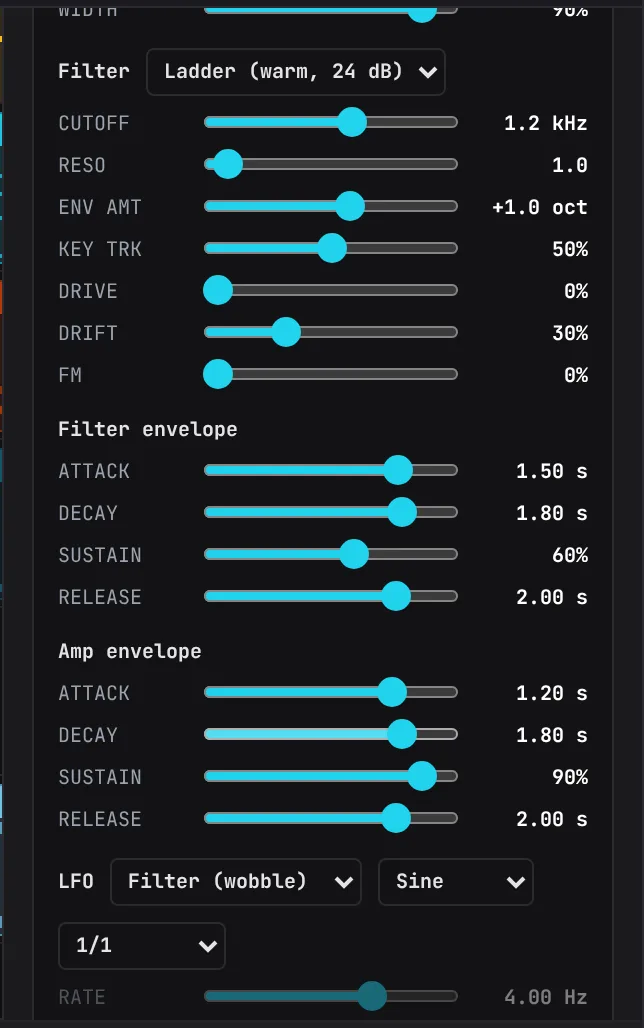 WIDTH 90%
Filter Ladder (warm, 24 dB)
CUTOFF 1.2 kHz
RESO 1.0
ENV AMT +1.0 oct
KEY TRK 50%
DRIVE 0%
DRIFT 30%
FM 0%
Filter envelope
ATTACK 1.50 s
DECAY 1.80 s
SUSTAIN 60%
RELEASE 2.00 s
Amp envelope
ATTACK 1.20 s
DECAY 1.80 s
SUSTAIN 90%
RELEASE 2.00 s
LFO Filter (wobble) Sine
1/1
RATE 4.00 Hz